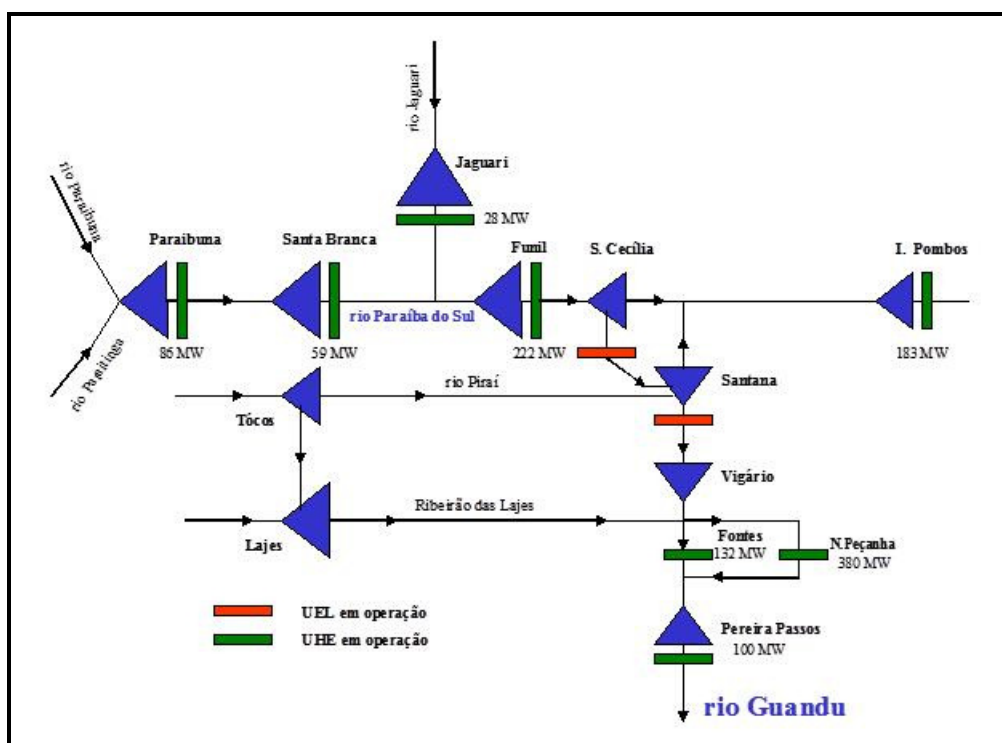 rio Jaguari
Jaguari
28 MW
rio Paraibuna
Paraibuna
Santa Branca
Funil
S. Cecília
I. Pombos
rio Paraíba do Sul
86 MW
59 MW
222 MW
183 MW
rio Paraitinga
rio Piraí
Santana
Tócos
Vigário
Ribeirão das Lajes
Lajes
Fontes
132 MW
N.Peçanha
380 MW
UEL em operação
UHE em operação
Pereira Passos
100 MW
rio Guandu